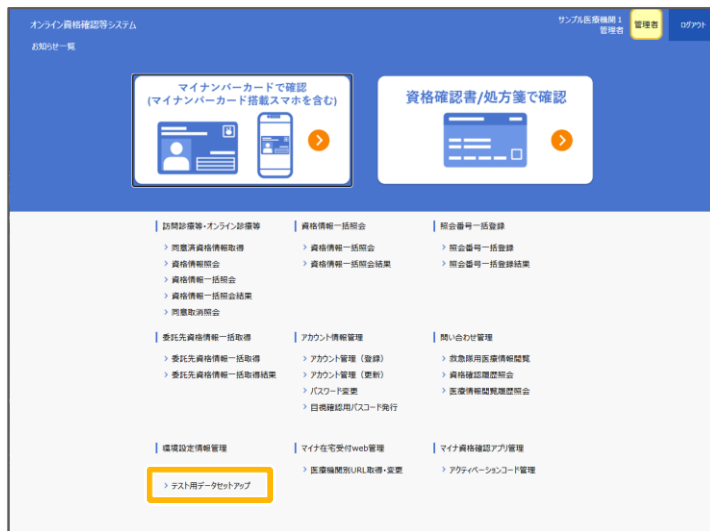 オンライン資格確認等システム
サンプル医療機関1
管理者
管理者
ログアウト
お知らせ一覧
マイナンバーカードで確認
(マイナンバーカード搭載スマホを含む)
資格確認書/処方箋で確認
訪問診療等・オンライン診療等
同意済資格情報取得
資格情報照会
資格情報一括照会
資格情報一括照会結果
同意取消照会
資格情報一括照会
資格情報一括照会
資格情報一括照会結果
照会番号一括登録
照会番号一括登録
照会番号一括登録結果
委託先資格情報一括取得
委託先資格情報一括取得
委託先資格情報一括取得結果
アカウント情報管理
アカウント管理（登録）
アカウント管理（更新）
パスワード変更
目視確認用パスコード発行
問い合わせ管理
救急隊用医療情報閲覧
資格確認履歴照会
医療情報閲覧履歴照会
環境設定情報管理
テスト用データセットアップ
マイナ在宅受付web管理
医療機関別URL取得・変更
マイナ資格確認アプリ管理
アクティベーションコード管理